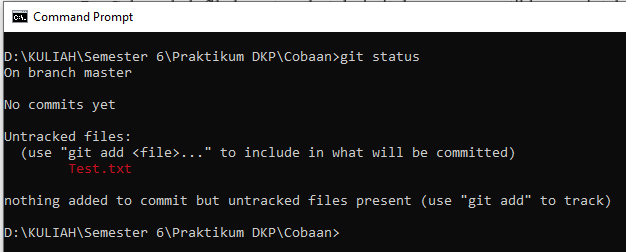 Command Prompt
D:\KULIAH\Semester 6\Praktikum DKP\Cobaan>git status
On branch master
No commits yet
Untracked files:
(use "git add <file>..." to include in what will be committed)
Test.txt
nothing added to commit but untracked files present (use "git add" to track)
D:\KULIAH\Semester 6\Praktikum DKP\Cobaan>